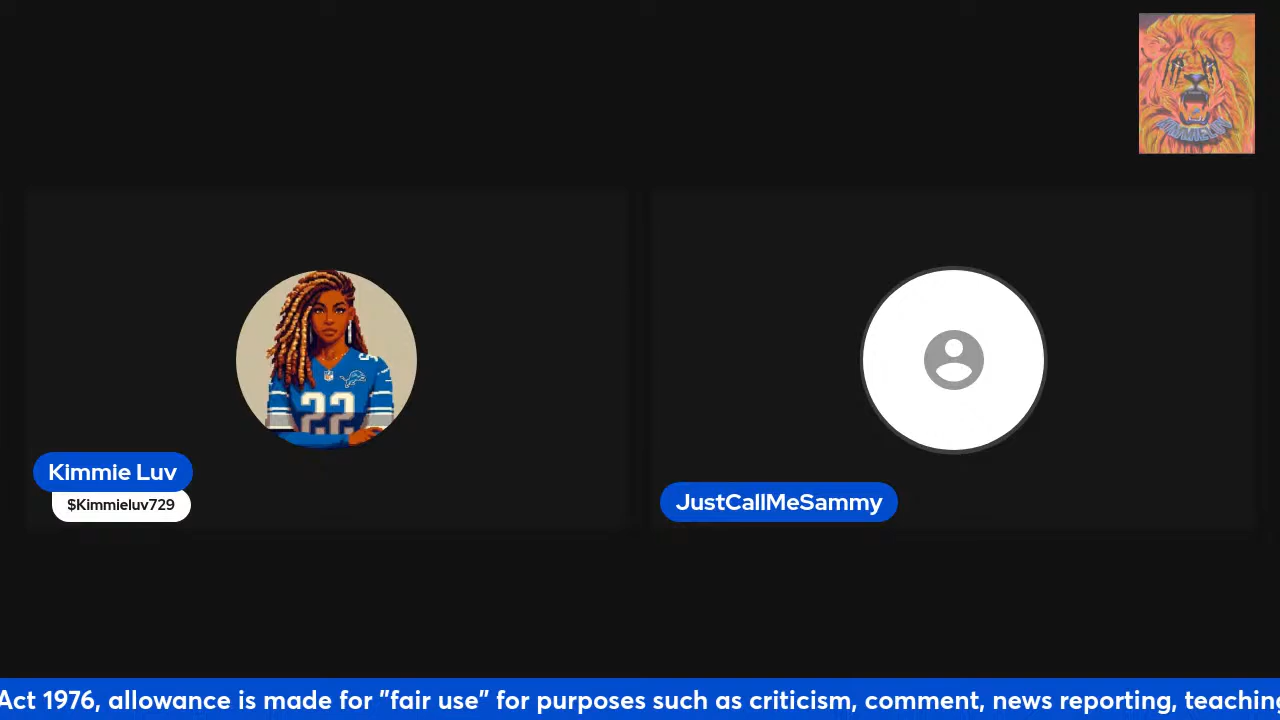 22
Kimmie Luv
$Kimmieluv729
JustCallMeSammy
Act 1976, allowance is made for "fair use" for purposes such as criticism, comment, news reporting, teaching